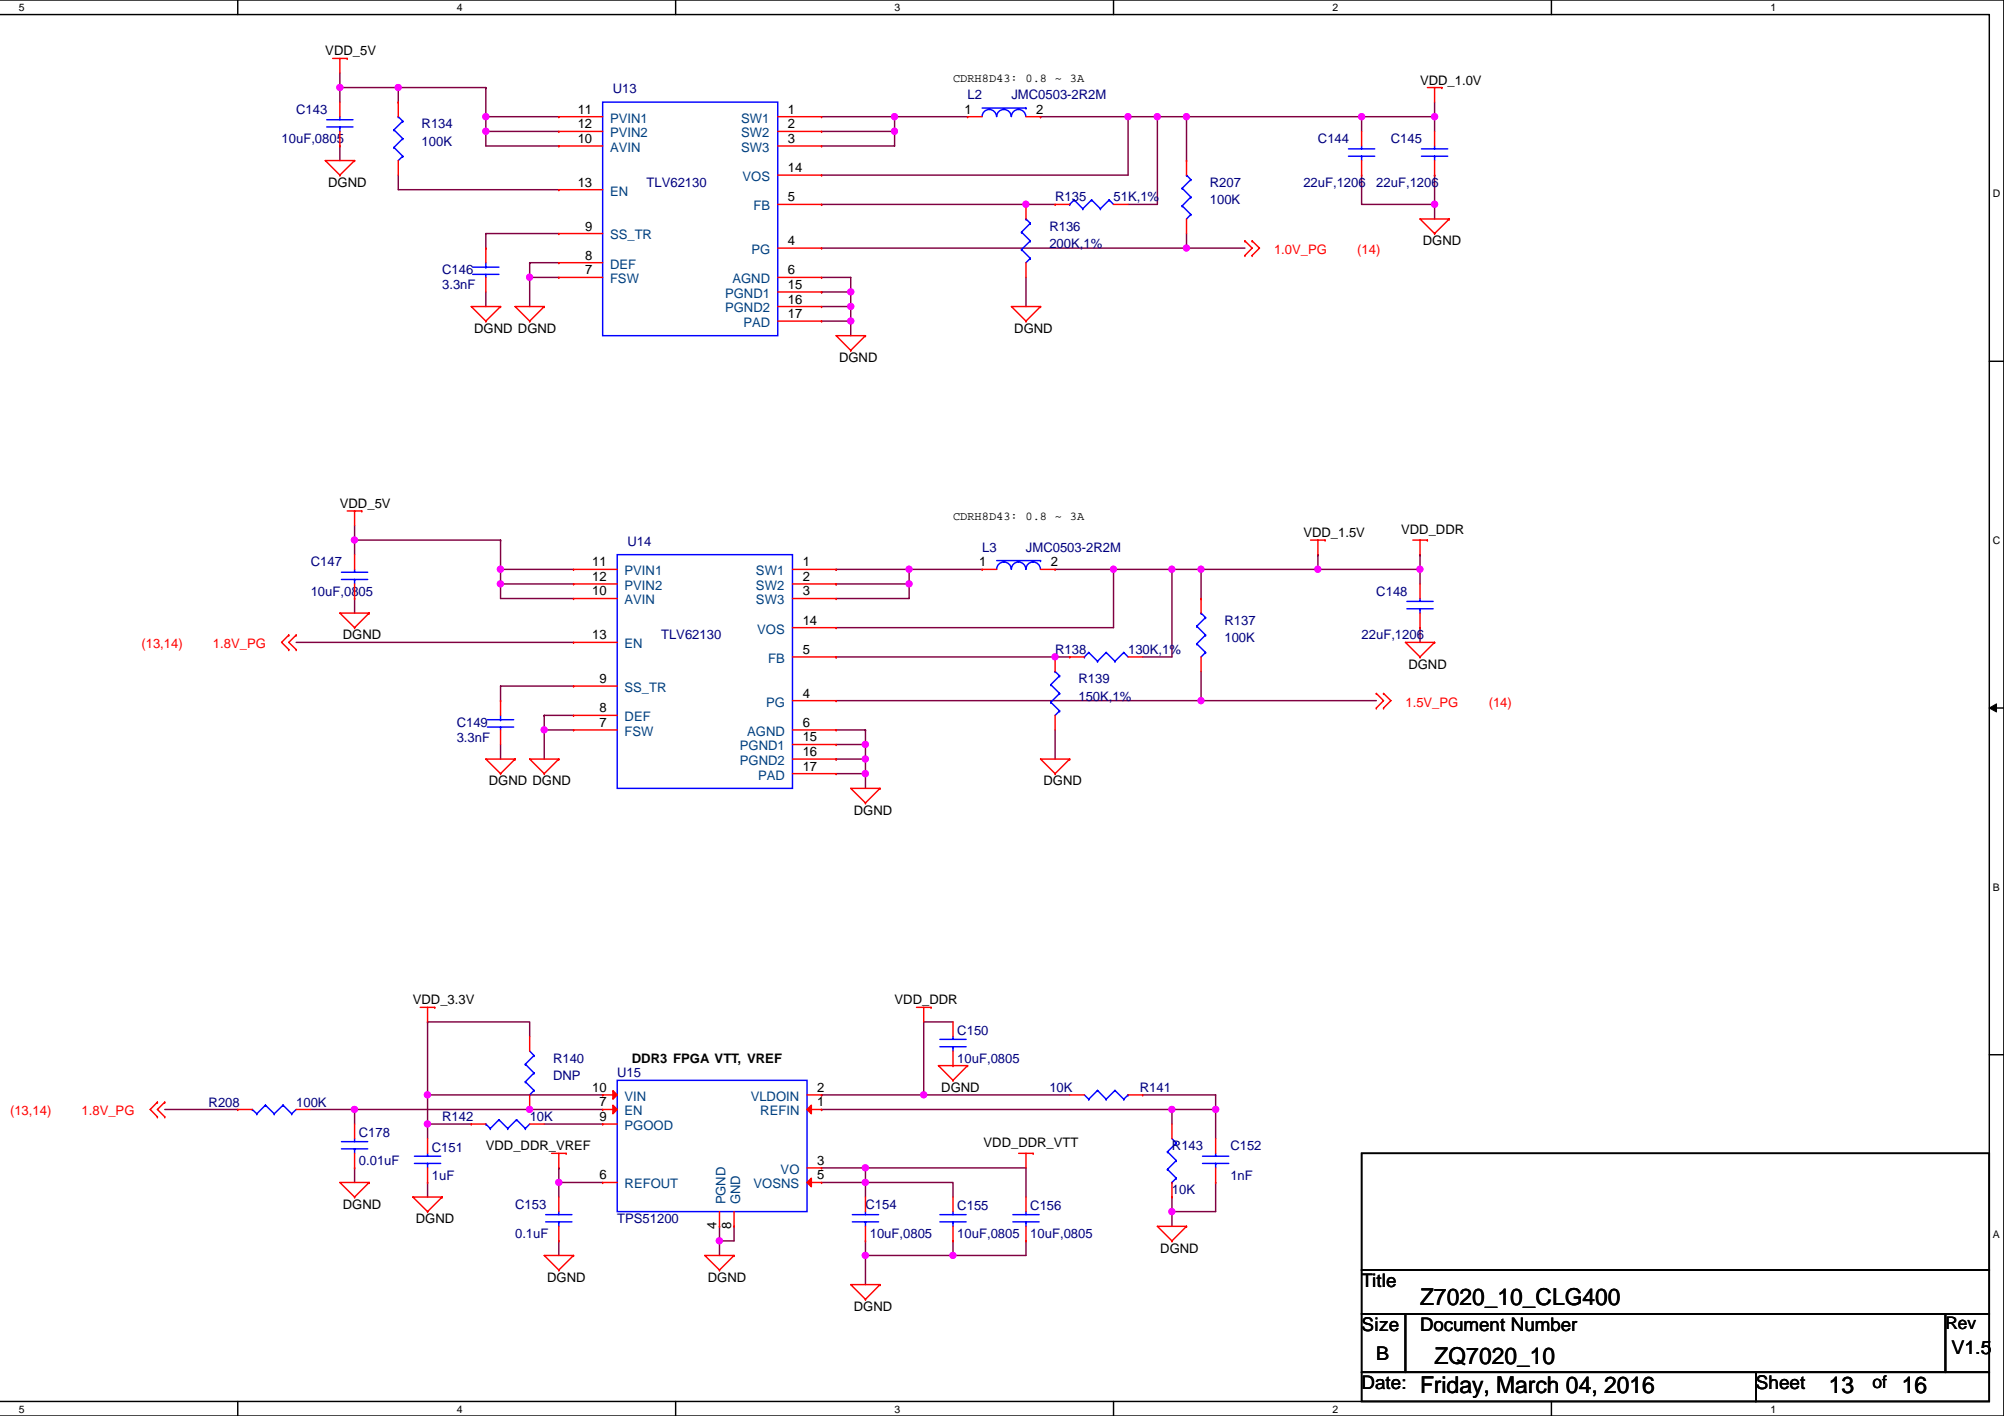 5 4 3 2 1
VDD_5V
C143
10uF,0805
DGND
R134
100K
U13
TLV62130
11 PVIN1
12 PVIN2
10 AVIN
13 EN
9 SS_TR
8 DEF
7 FSW
SW1 1
SW2 2
SW3 3
VOS 14
FB 5
PG 4
AGND 6
PGND1 15
PGND2 16
PAD 17
C146
3.3nF
DGND DGND
DGND
CDRH8D43: 0.8 ~ 3A
L2 JMC0503-2R2M
1 2
R135 51K,1%
R136
200K,1%
DGND
R207
100K
VDD_1.0V
C144 C145
22uF,1206 22uF,1206
DGND
1.0V_PG (14)
D
VDD_5V
C147
10uF,0805
DGND
(13,14) 1.8V_PG
U14
TLV62130
11 PVIN1
12 PVIN2
10 AVIN
13 EN
9 SS_TR
8 DEF
7 FSW
SW1 1
SW2 2
SW3 3
VOS 14
FB 5
PG 4
AGND 6
PGND1 15
PGND2 16
PAD 17
C149
3.3nF
DGND DGND
DGND
CDRH8D43: 0.8 ~ 3A
L3 JMC0503-2R2M
1 2
R138 130K,1%
R139
150K,1%
DGND
R137
100K
VDD_1.5V VDD_DDR
C148
22uF,1206
DGND
1.5V_PG (14)
C
B
VDD_3.3V
R140
DNP
(13,14) 1.8V_PG
R208 100K
C178
0.01uF
DGND
R142 10K
C151
1uF
DGND
VDD_DDR_VREF
C153
0.1uF
DGND
DDR3 FPGA VTT, VREF
U15
10 VIN
7 EN
9 PGOOD
6 REFOUT
VLDOIN 2
REFIN 1
VO 3
VOSNS 5
PGND 4
GND 8
TPS51200
DGND
VDD_DDR
C150
10uF,0805
DGND
10K R141
VDD_DDR_VTT
R143
10K
C152
1nF
DGND
C154 C155 C156
10uF,0805 10uF,0805 10uF,0805
DGND
A
Title
Z7020_10_CLG400
Size Document Number Rev
B ZQ7020_10 V1.5
Date: Friday, March 04, 2016 Sheet 13 of 16
5 4 3 2 1